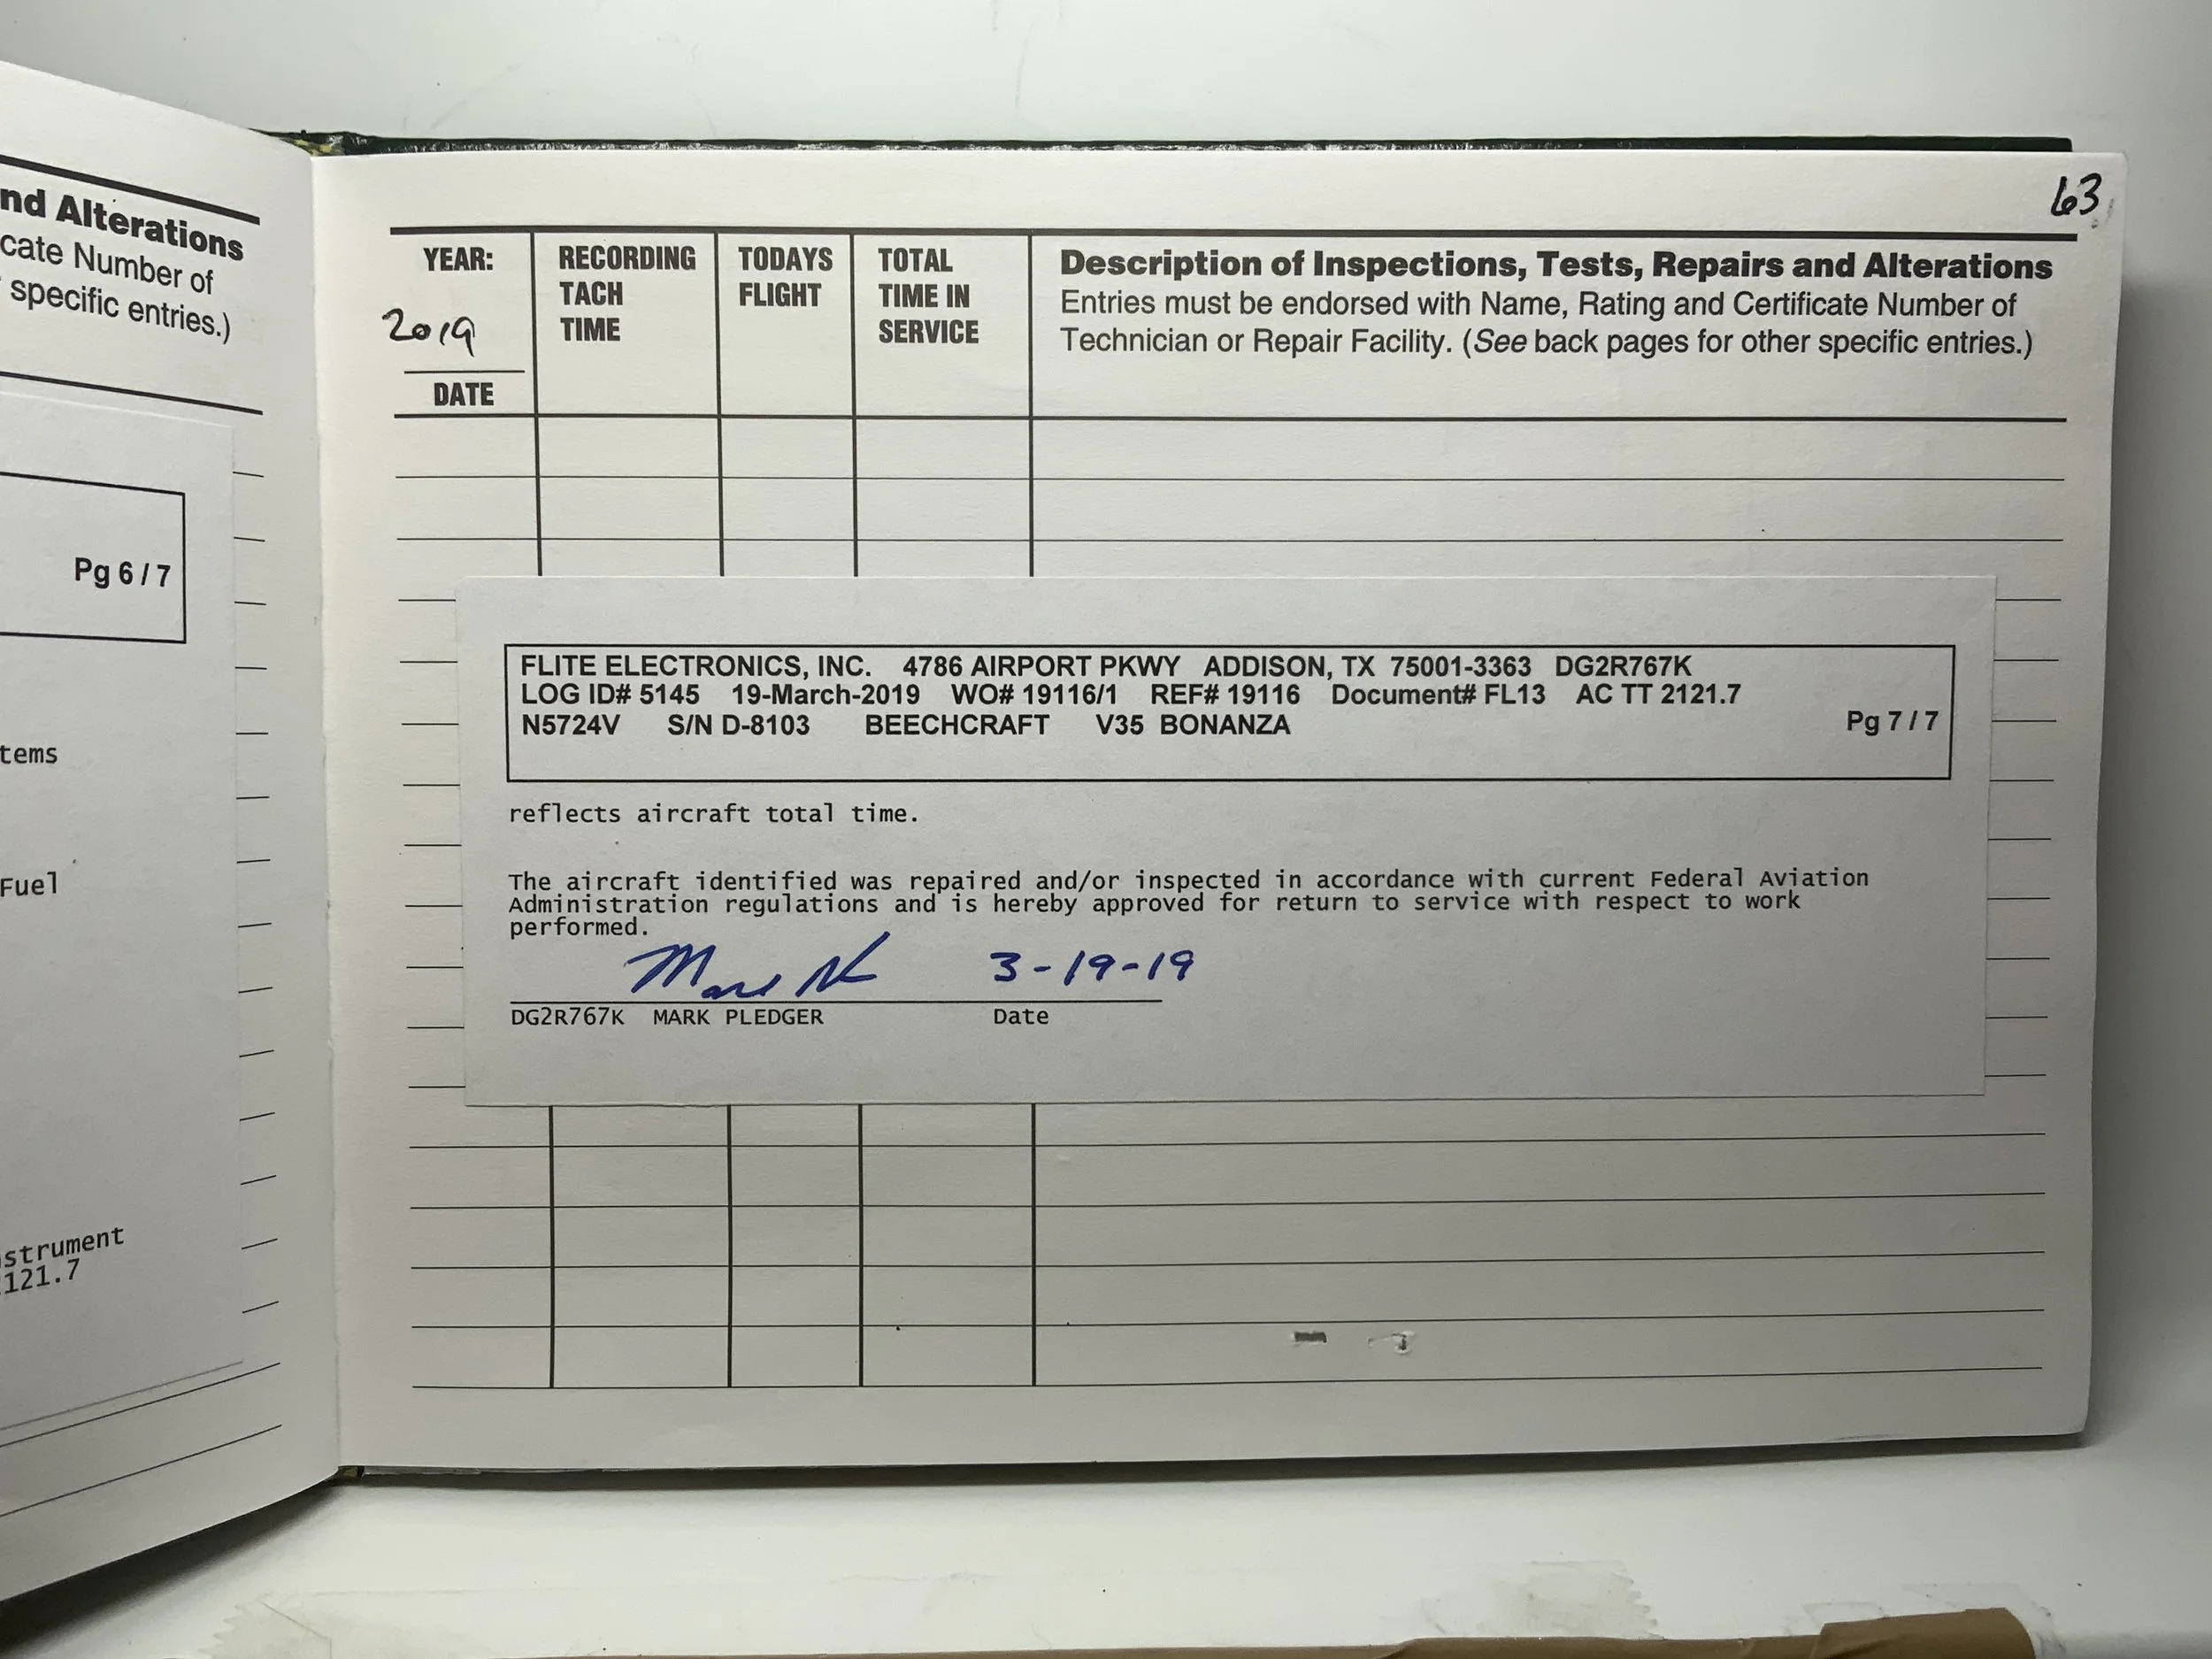 nd Alterations
cate Number of
specific entries.)
Pg 6 / 7
tems
Fuel
strument
121.7
63
YEAR:
2019
DATE
RECORDING
TACH
TIME
TODAYS
FLIGHT
TOTAL
TIME IN
SERVICE
Description of Inspections, Tests, Repairs and Alterations
Entries must be endorsed with Name, Rating and Certificate Number of
Technician or Repair Facility. (See back pages for other specific entries.)
FLITE ELECTRONICS, INC. 4786 AIRPORT PKWY ADDISON, TX 75001-3363 DG2R767K
LOG ID# 5145 19-March-2019 WO# 19116/1 REF# 19116 Document# FL13 AC TT 2121.7
N5724V S/N D-8103 BEECHCRAFT V35 BONANZA
Pg 7 / 7
reflects aircraft total time.
The aircraft identified was repaired and/or inspected in accordance with current Federal Aviation
Administration regulations and is hereby approved for return to service with respect to work
performed.
3-19-19
DG2R767K MARK PLEDGER Date